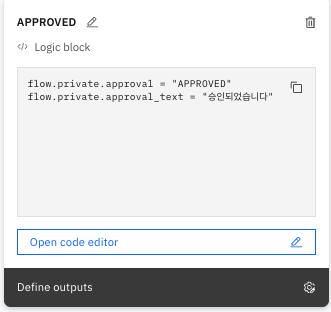 APPROVED
</> Logic block
flow.private.approval = "APPROVED"
flow.private.approval_text = "승인되었습니다"
Open code editor
Define outputs